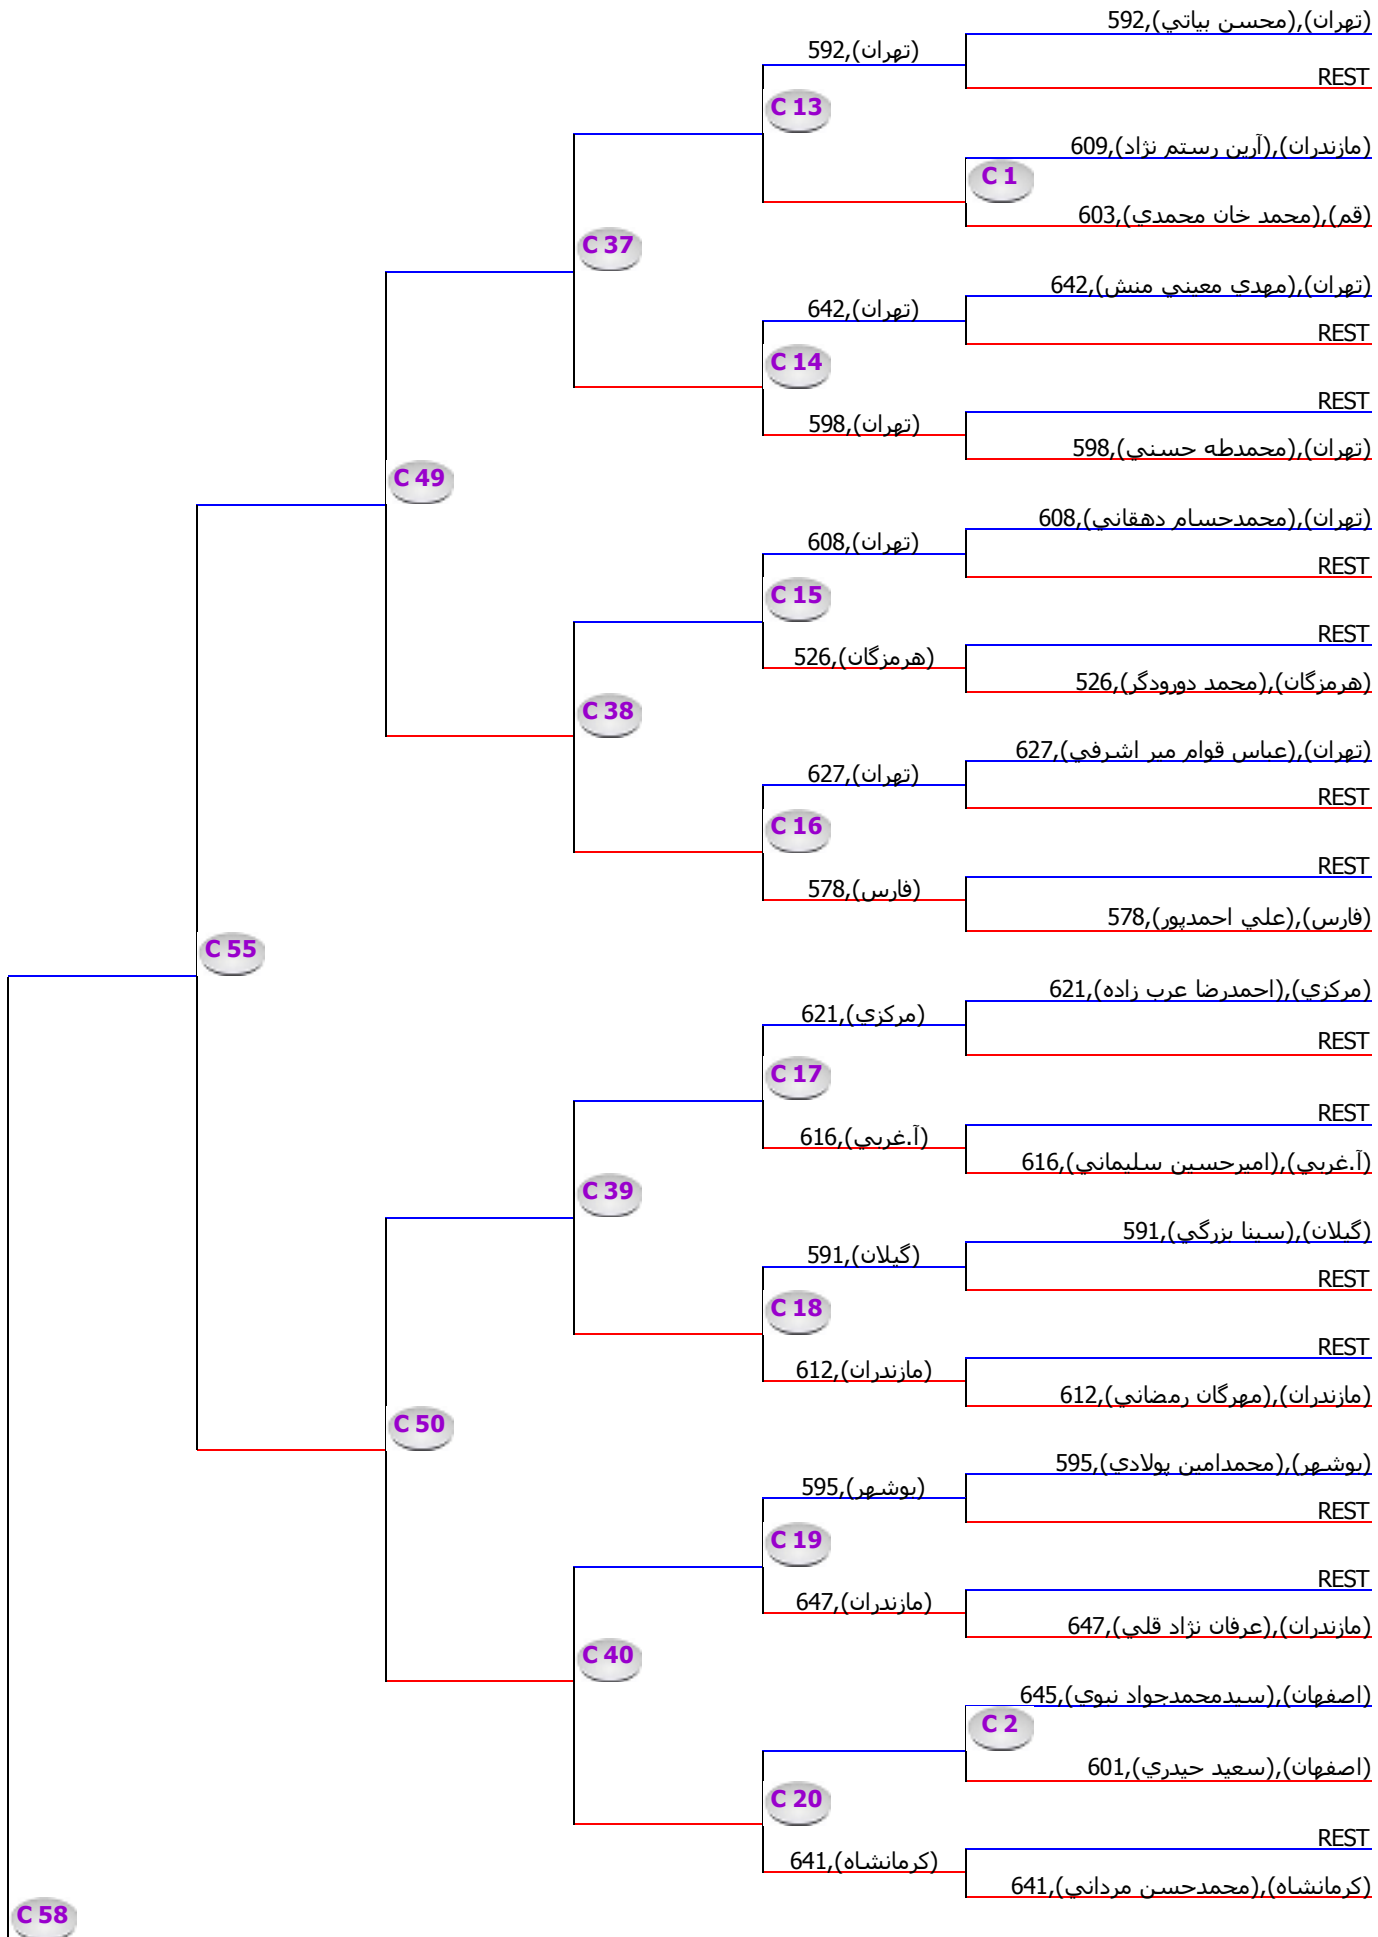 (تهران),(محسن بياتي),592
(تهران),592
REST
C 13
(مازندران),(آرين رستم نژاد),609
C 1
(قم),(محمد خان محمدي),603
C 37
(تهران),(مهدي معيني منش),642
(تهران),642
REST
C 14
REST
(تهران),598
(تهران),(محمدطه حسني),598
C 49
(تهران),(محمدحسام دهقاني),608
(تهران),608
REST
C 15
REST
(هرمزگان),526
(هرمزگان),(محمد دورودگر),526
C 38
(تهران),(عباس قوام مير اشرفي),627
(تهران),627
REST
C 16
REST
(فارس),578
(فارس),(علي احمدپور),578
C 55
(مركزي),(احمدرضا عرب زاده),621
(مركزي),621
REST
C 17
REST
(آ.غربي),616
(آ.غربي),(اميرحسين سليماني),616
C 39
(گيلان),(سينا بزرگي),591
(گيلان),591
REST
C 18
REST
(مازندران),612
(مازندران),(مهرگان رمضاني),612
C 50
(بوشهر),(محمدامين پولادي),595
(بوشهر),595
REST
C 19
REST
(مازندران),647
(مازندران),(عرفان نژاد قلي),647
C 40
(اصفهان),(سيدمحمدجواد نبوي),645
C 2
(اصفهان),(سعيد حيدري),601
C 20
REST
(كرمانشاه),641
(كرمانشاه),(محمدحسن مرداني),641
C 58